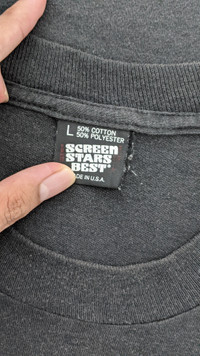 L 50% COTTON
50% POLYESTER
SCREEN
STARS
BEST®
MADE IN U.S.A.